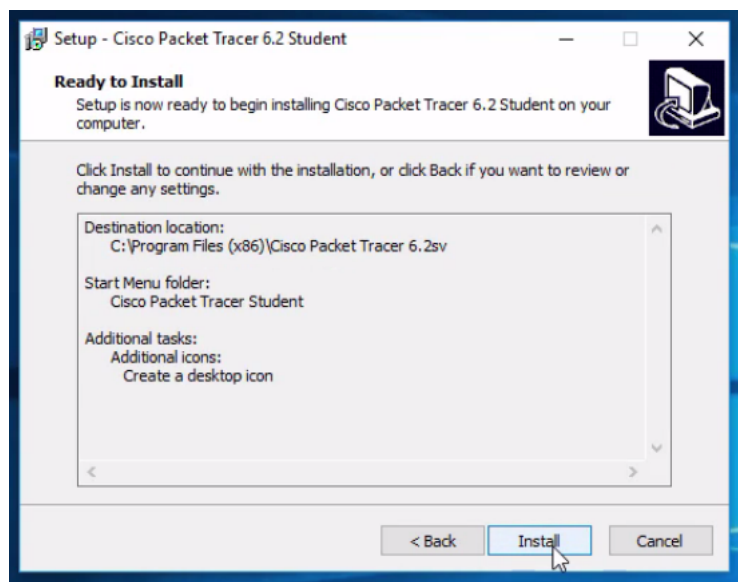 Setup - Cisco Packet Tracer 6.2 Student
Ready to Install
Setup is now ready to begin installing Cisco Packet Tracer 6.2 Student on your
computer.
Click Install to continue with the installation, or click Back if you want to review or
change any settings.
Destination location:
C:\Program Files (x86)\Cisco Packet Tracer 6.2sv
Start Menu folder:
Cisco Packet Tracer Student
Additional tasks:
Additional icons:
Create a desktop icon
< Back Install Cancel